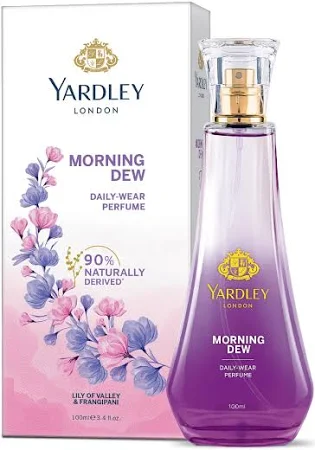 YARDLEY
LONDON
MORNING
DEW
DAILY-WEAR
PERFUME
90%
NATURALLY
DERIVED*
LILY OF VALLEY
& FRANGIPANI
100ml℮3.4 fl. oz.
YARDLEY
LONDON
MORNING
DEW
DAILY-WEAR
PERFUME
100ml